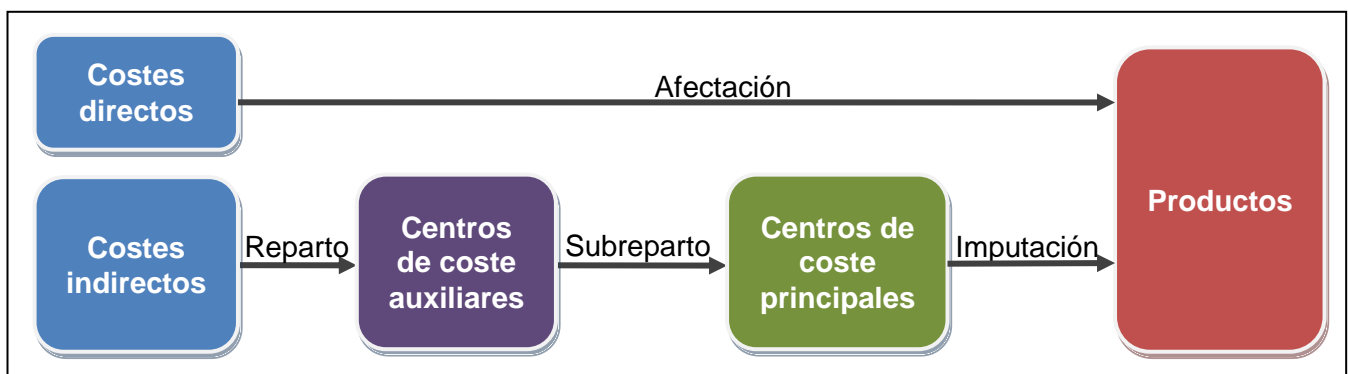 Costes
directos
Afectación
Productos
Costes
indirectos
Reparto
Centros
de coste
auxiliares
Subreparto
Centros de
coste
principales
Imputación